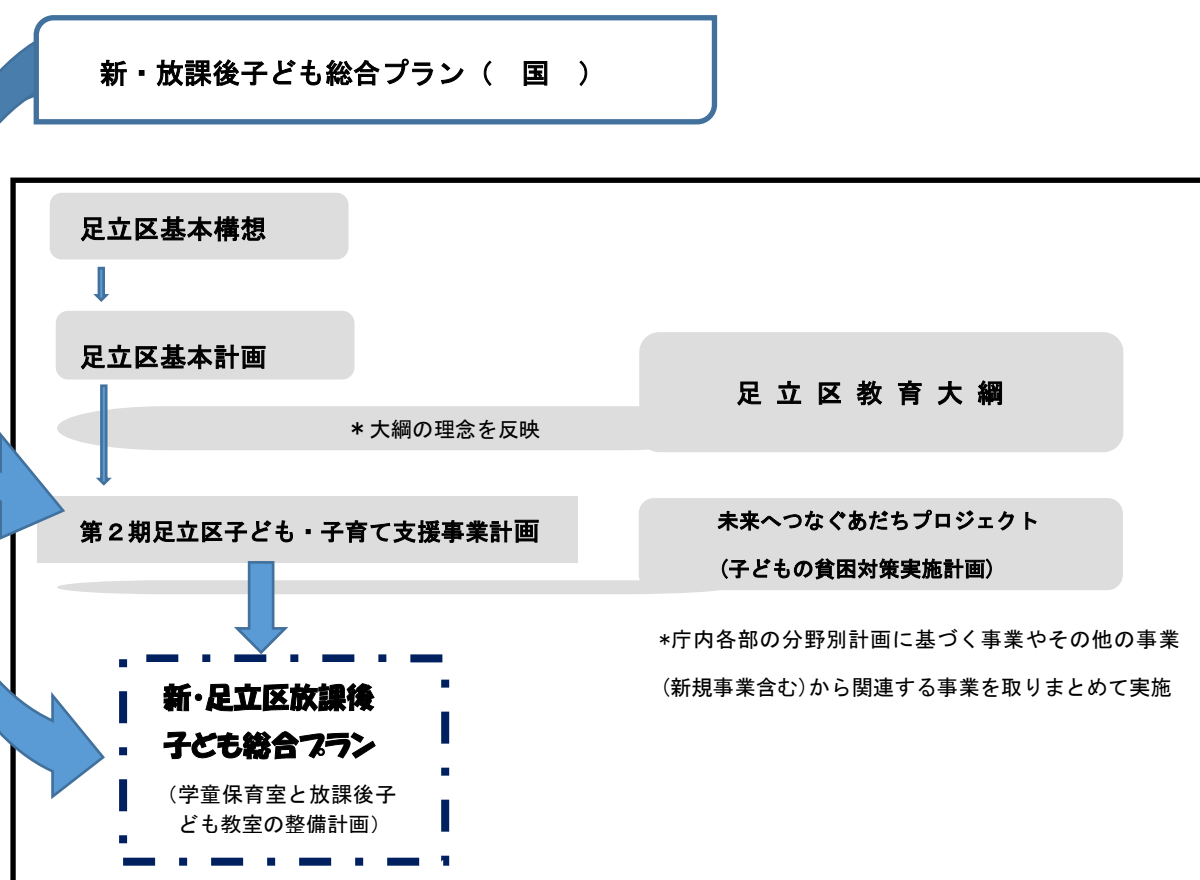 新・放課後子ども総合プラン（　国　）
足立区基本構想
足立区基本計画
足 立 区 教 育 大 綱
＊大綱の理念を反映
第２期足立区子ども・子育て支援事業計画
未来へつなぐあだちプロジェクト
（子どもの貧困対策実施計画）
*庁内各部の分野別計画に基づく事業やその他の事業
（新規事業含む）から関連する事業を取りまとめて実施
新・足立区放課後
子ども総合プラン
（学童保育室と放課後子
ども教室の整備計画）